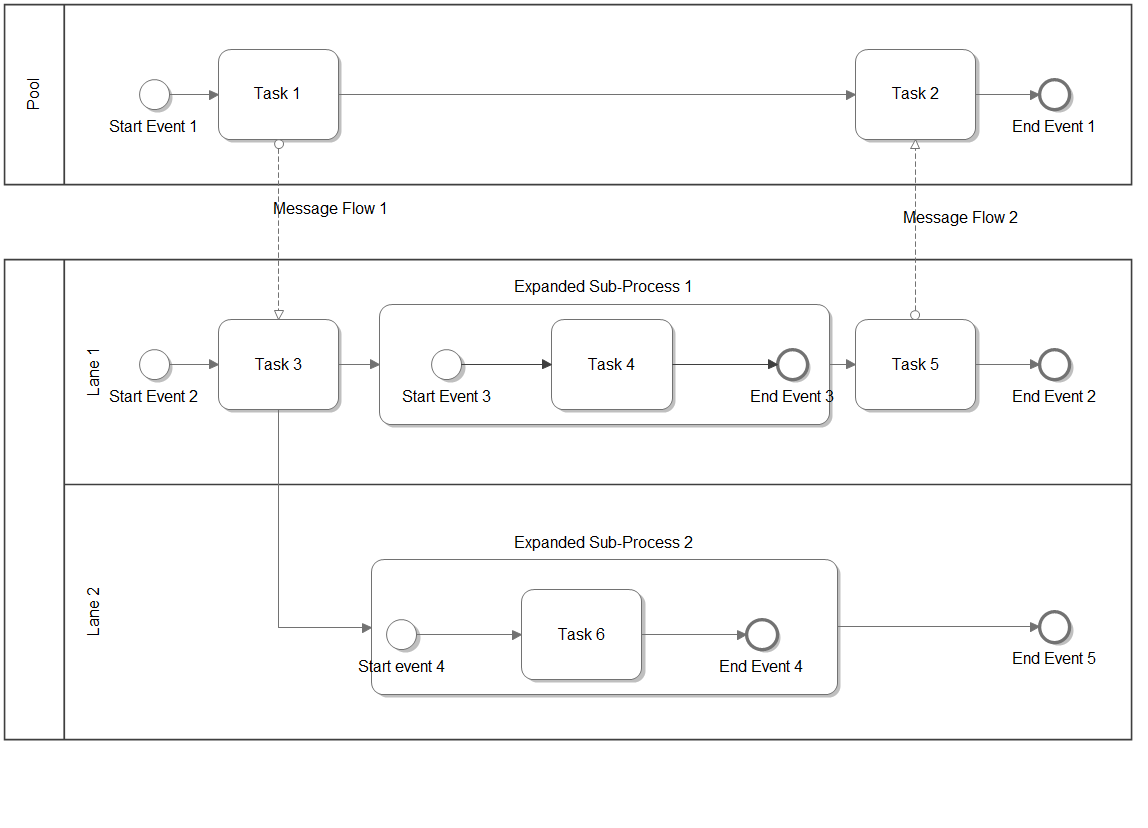 Pool
Task 1
Task 2
Start Event 1
End Event 1
Message Flow 1
Message Flow 2
Expanded Sub-Process 1
Lane 1
Task 3
Task 4
Task 5
Start Event 2
Start Event 3
End Event 3
End Event 2
Expanded Sub-Process 2
Lane 2
Task 6
Start event 4
End Event 4
End Event 5